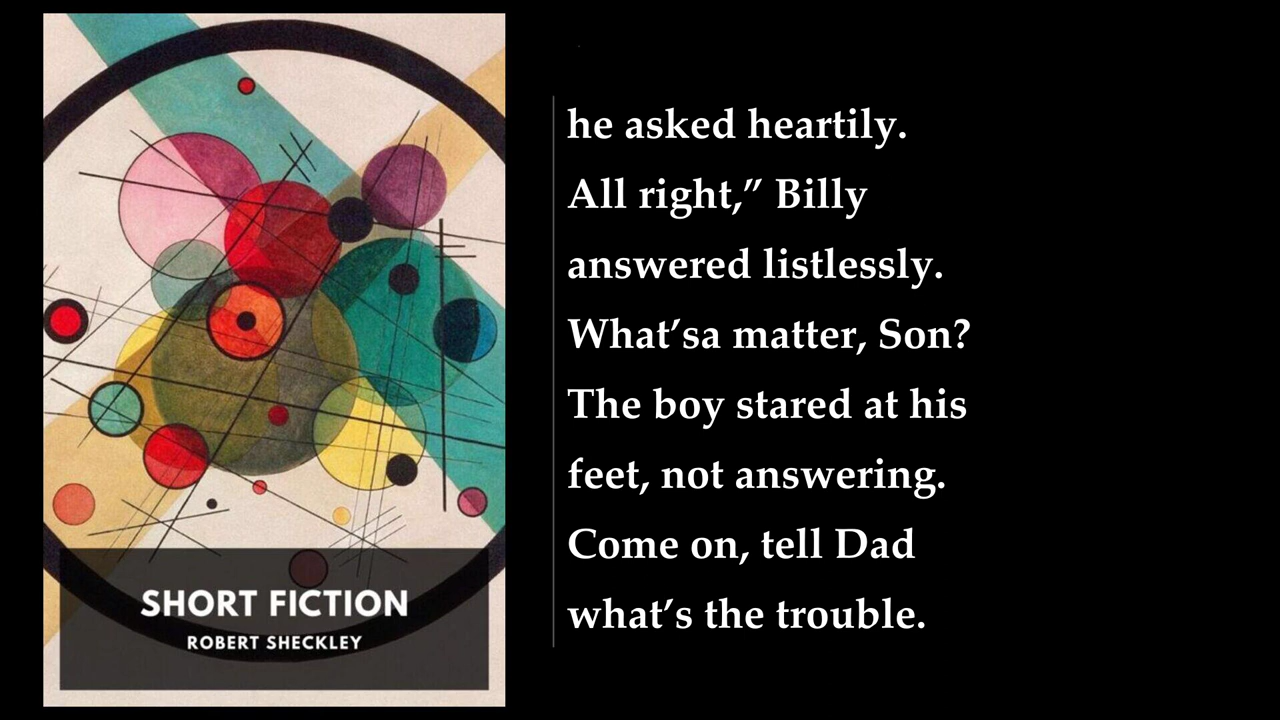 SHORT FICTION
ROBERT SHECKLEY
he asked heartily.
All right,” Billy
answered listlessly.
What’sa matter, Son?
The boy stared at his
feet, not answering.
Come on, tell Dad
what’s the trouble.